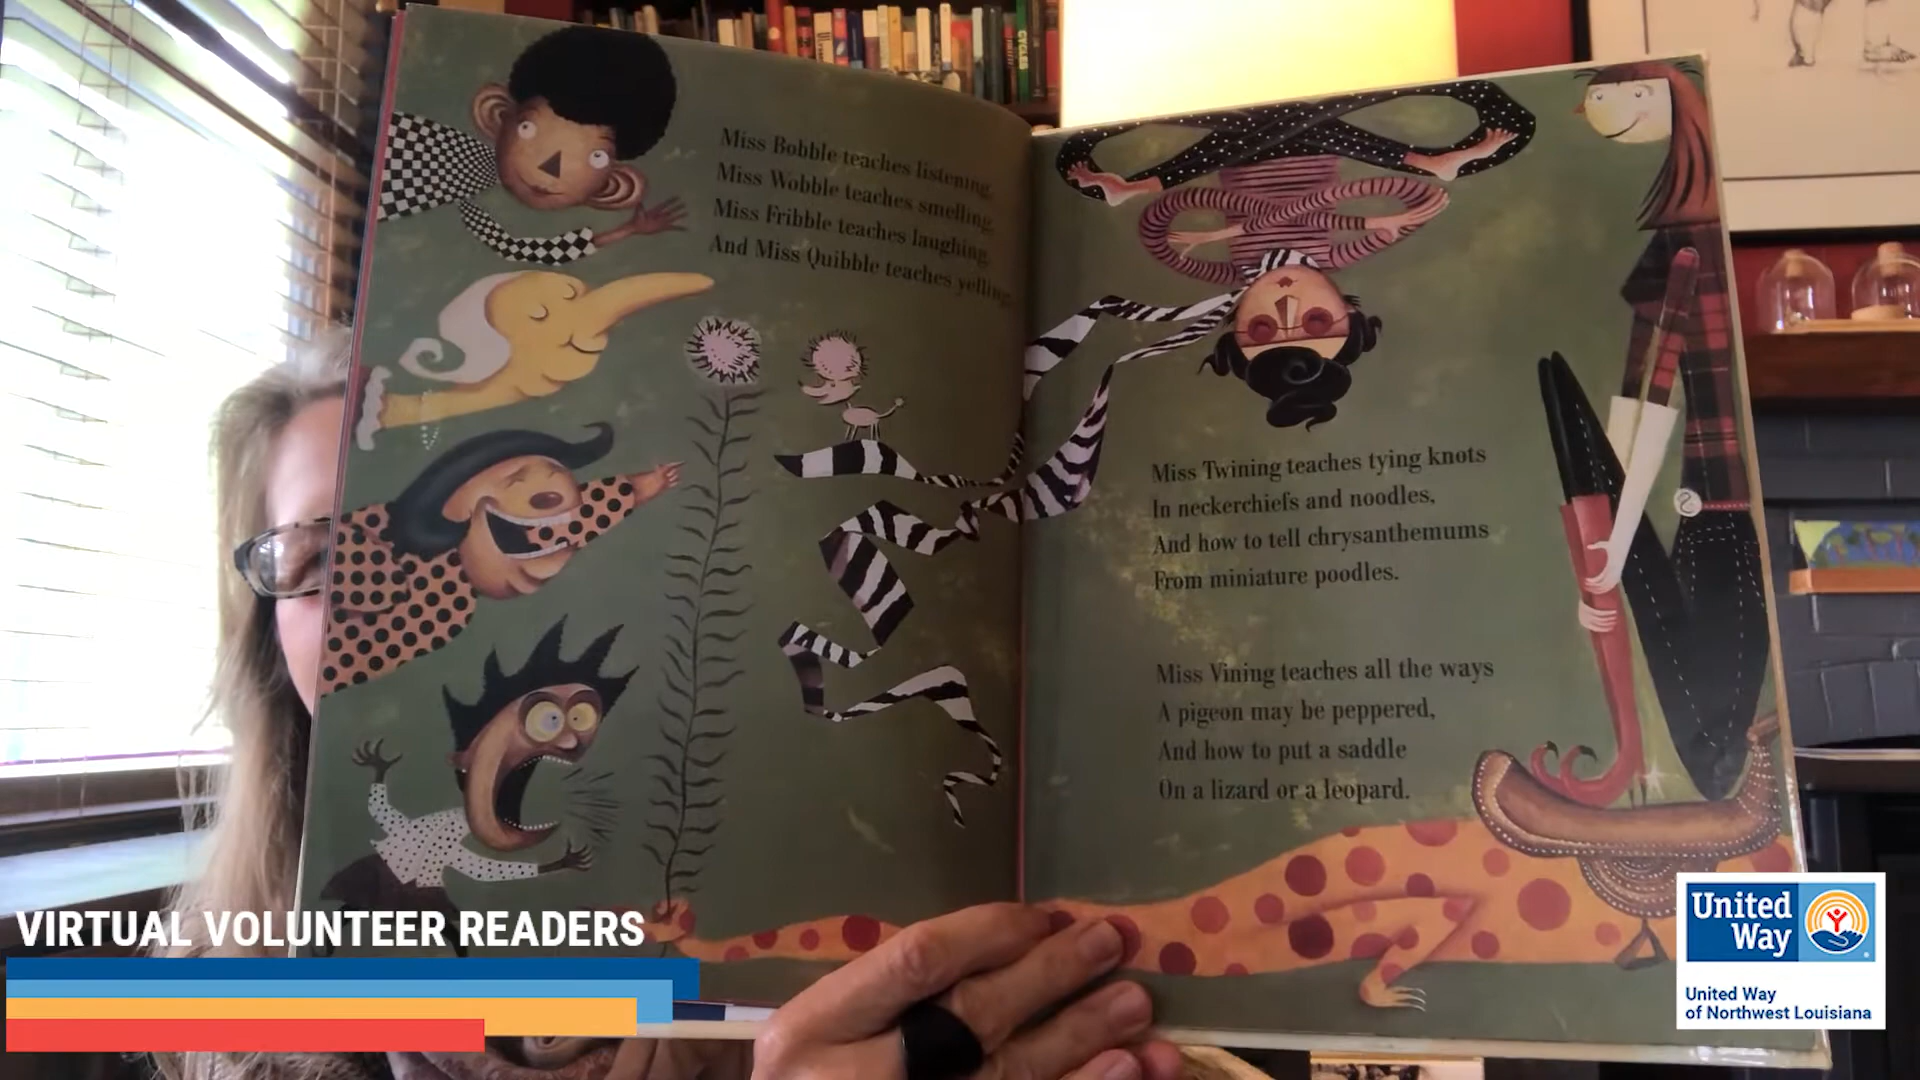 Miss Bobble teaches listening,
Miss Wobble teaches smelling,
Miss Fribble teaches laughing,
And Miss Quibble teaches yelling.
Miss Twining teaches tying knots
In neckerchiefs and noodles,
And how to tell chrysanthemums
From miniature poodles.
Miss Vining teaches all the ways
A pigeon may be peppered,
And how to put a saddle
On a lizard or a leopard.
CYCLES
VIRTUAL VOLUNTEER READERS
United
Way
United Way
of Northwest Louisiana